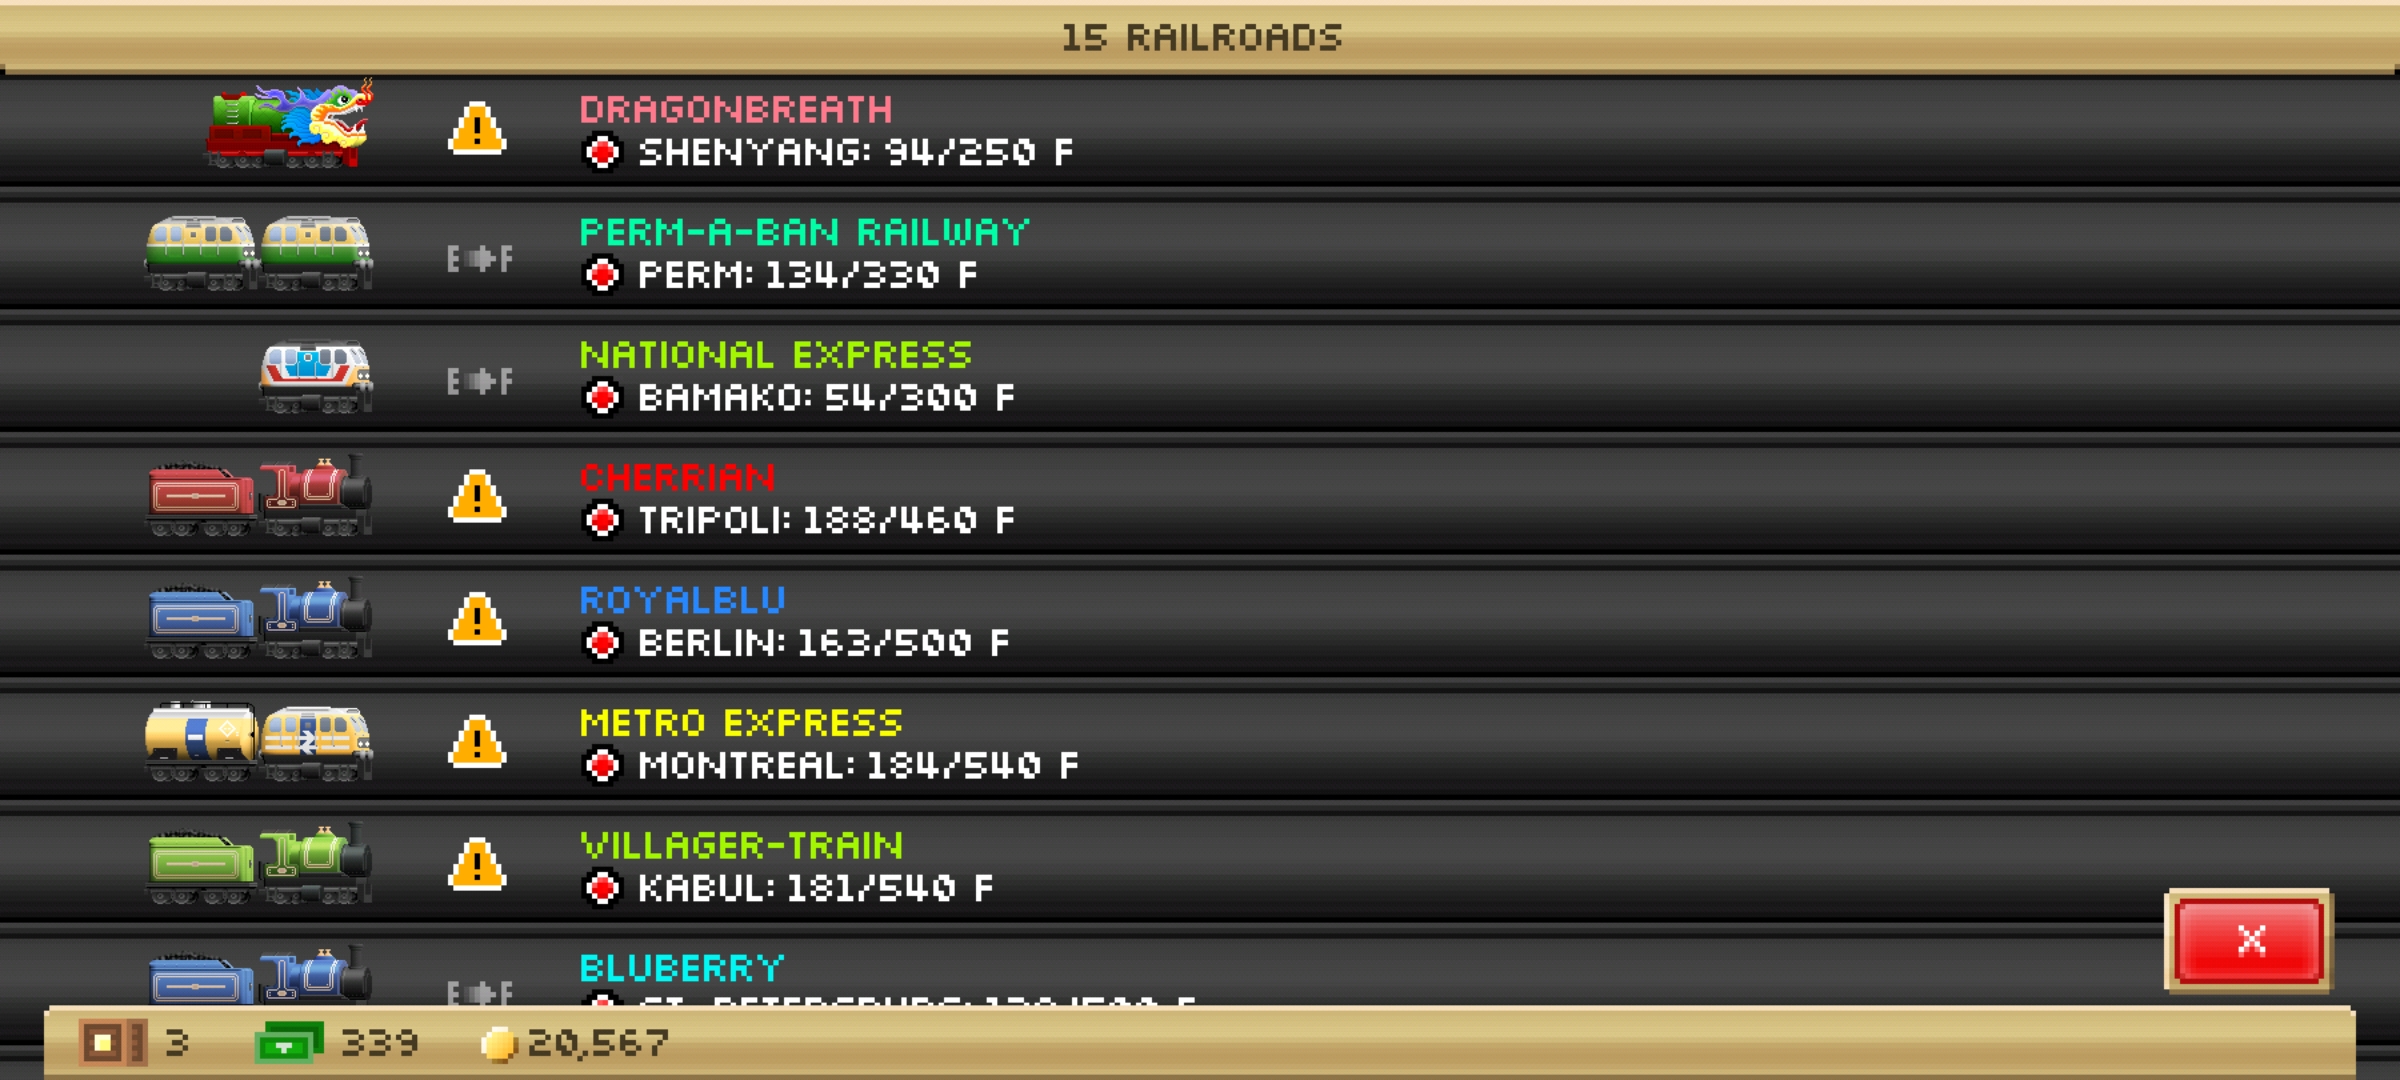 15 RAILROADS
DRAGONBREATH
SHENYANG: 94/250 F
PERM-A-BAN RAILWAY
E F
PERM: 134/330 F
NATIONAL EXPRESS
E F
BAMAKO: 54/300 F
CHERRIAN
TRIPOLI: 188/460 F
ROYALBLU
BERLIN: 163/500 F
METRO EXPRESS
MONTREAL: 184/540 F
VILLAGER-TRAIN
KABUL: 181/540 F
BLUBERRY
E F
X
3 339 20,567